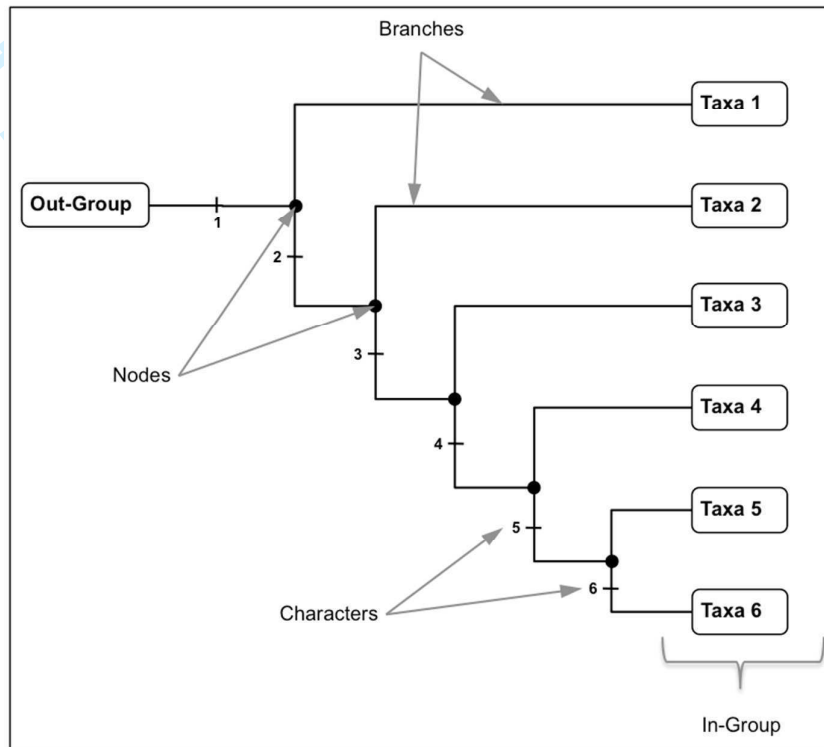 Branches
Taxa 1
Out-Group
Taxa 2
1
2
Taxa 3
3
Nodes
Taxa 4
4
Taxa 5
5
6
Characters
Taxa 6
In-Group